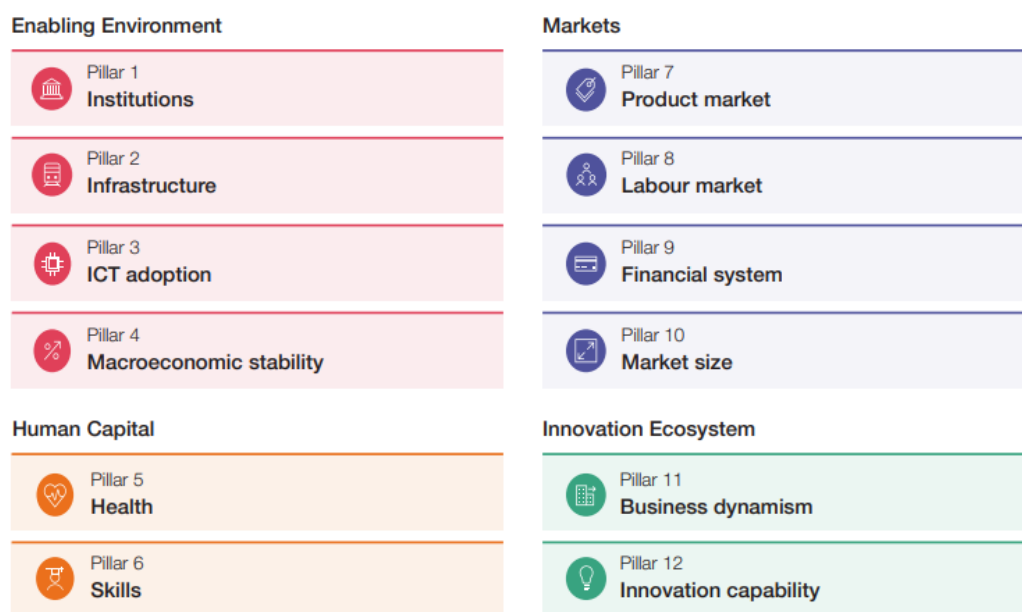 Enabling Environment
Pillar 1
Institutions
Pillar 2
Infrastructure
Pillar 3
ICT adoption
Pillar 4
Macroeconomic stability
Human Capital
Pillar 5
Health
Pillar 6
Skills
Markets
Pillar 7
Product market
Pillar 8
Labour market
Pillar 9
Financial system
Pillar 10
Market size
Innovation Ecosystem
Pillar 11
Business dynamism
Pillar 12
Innovation capability